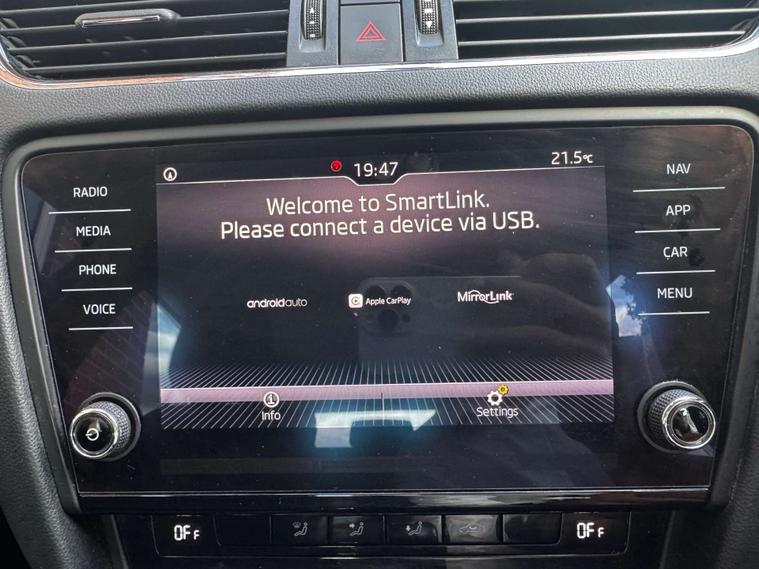 19:47
21.5°C
RADIO
MEDIA
PHONE
VOICE
NAV
APP
CAR
MENU
Welcome to SmartLink.
Please connect a device via USB.
androidauto
Apple CarPlay
MirrorLink
Info
Settings
OFF
OFF